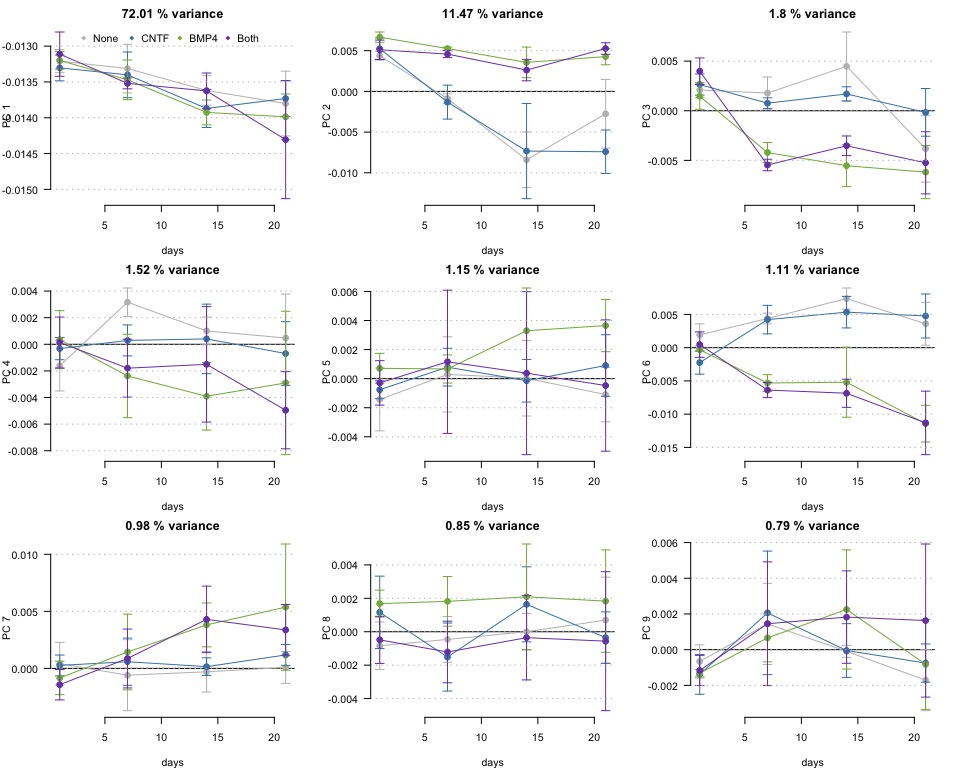 72.01 % variance
None CNTF BMP4 Both
-0.0130
-0.0135
-0.0140
-0.0145
-0.0150
PC 1
5 10 15 20
days
11.47 % variance
0.005
0.000
-0.005
-0.010
PC 2
5 10 15 20
days
1.8 % variance
0.005
0.000
-0.005
PC 3
5 10 15 20
days
1.52 % variance
0.004
0.002
0.000
-0.002
-0.004
-0.006
-0.008
PC 4
5 10 15 20
days
1.15 % variance
0.006
0.004
0.002
0.000
-0.002
-0.004
PC 5
5 10 15 20
days
1.11 % variance
0.005
0.000
-0.005
-0.010
-0.015
PC 6
5 10 15 20
days
0.98 % variance
0.010
0.005
0.000
PC 7
5 10 15 20
days
0.85 % variance
0.004
0.002
0.000
-0.002
-0.004
PC 8
5 10 15 20
days
0.79 % variance
0.006
0.004
0.002
0.000
-0.002
PC 9
5 10 15 20
days